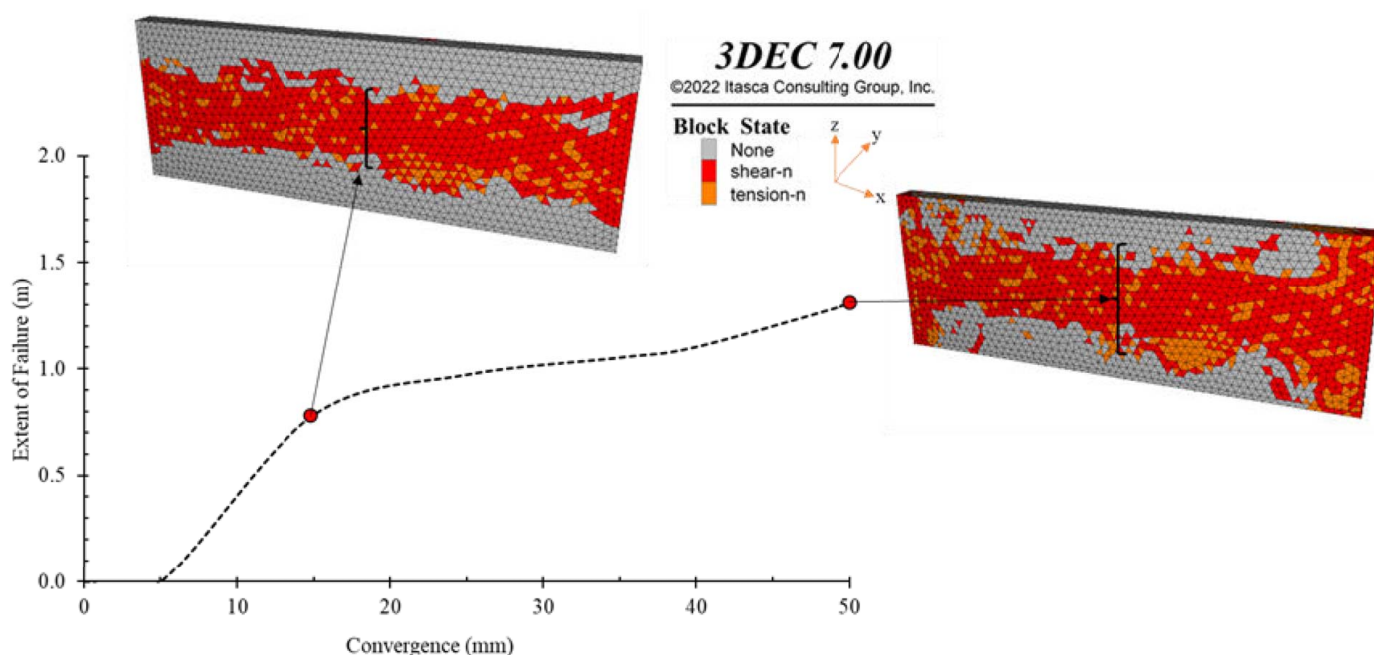 3DEC 7.00
©2022 Itasca Consulting Group, Inc.
Block State
None
shear-n
tension-n
z
y
x
Extent of Failure (m)
2.0
1.5
1.0
0.5
0.0
0 10 20 30 40 50
Convergence (mm)